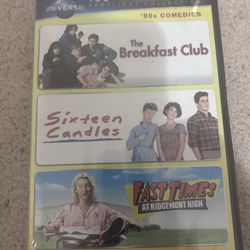 UNIVERSAL
SPOTLIGHT COLLECTION
'80s COMEDIES
The
Breakfast Club
Sixteen
Candles
FAST TIMES
AT RIDGEMONT HIGH